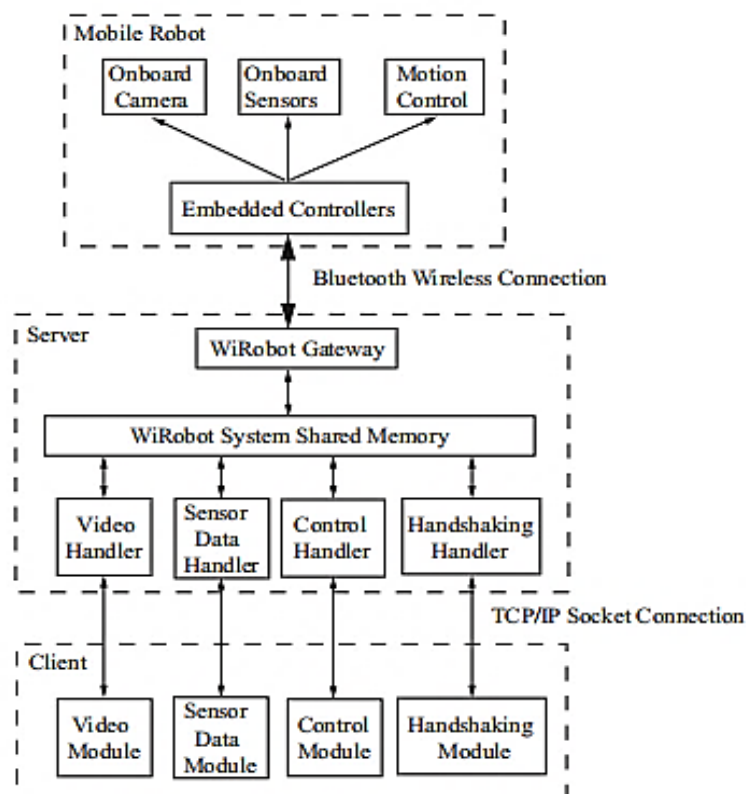 Mobile Robot
Onboard
Camera
Onboard
Sensors
Motion
Control
Embedded Controllers
Bluetooth Wireless Connection
Server
WiRobot Gateway
WiRobot System Shared Memory
Video
Handler
Sensor
Data
Handler
Control
Handler
Handshaking
Handler
TCP/IP Socket Connection
Client
Video
Module
Sensor
Data
Module
Control
Module
Handshaking
Module